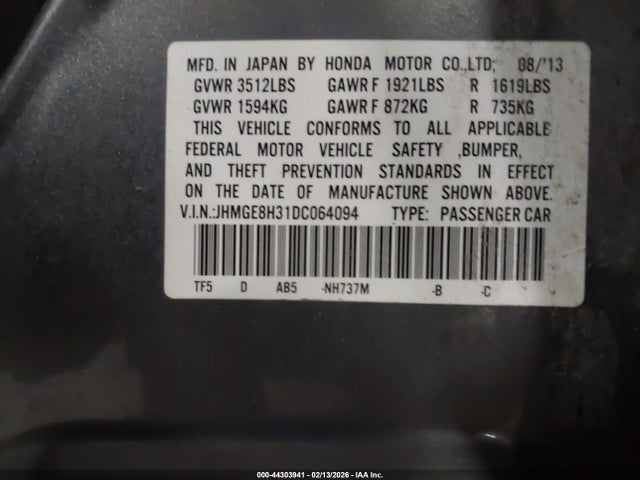 MFD. IN JAPAN BY HONDA MOTOR CO.,LTD; 08/'13
GVWR 3512LBS GAWR F 1921LBS R 1619LBS
GVWR 1594KG GAWR F 872KG R 735KG
THIS VEHICLE CONFORMS TO ALL APPLICABLE
FEDERAL MOTOR VEHICLE SAFETY ,BUMPER,
AND THEFT PREVENTION STANDARDS IN EFFECT
ON THE DATE OF MANUFACTURE SHOWN ABOVE.
V.I.N.:JHMGE8H31DC064094 TYPE: PASSENGER CAR
TF5 D AB5 -NH737M -B -C
000-44303941 - 02/13/2026 - IAA Inc.